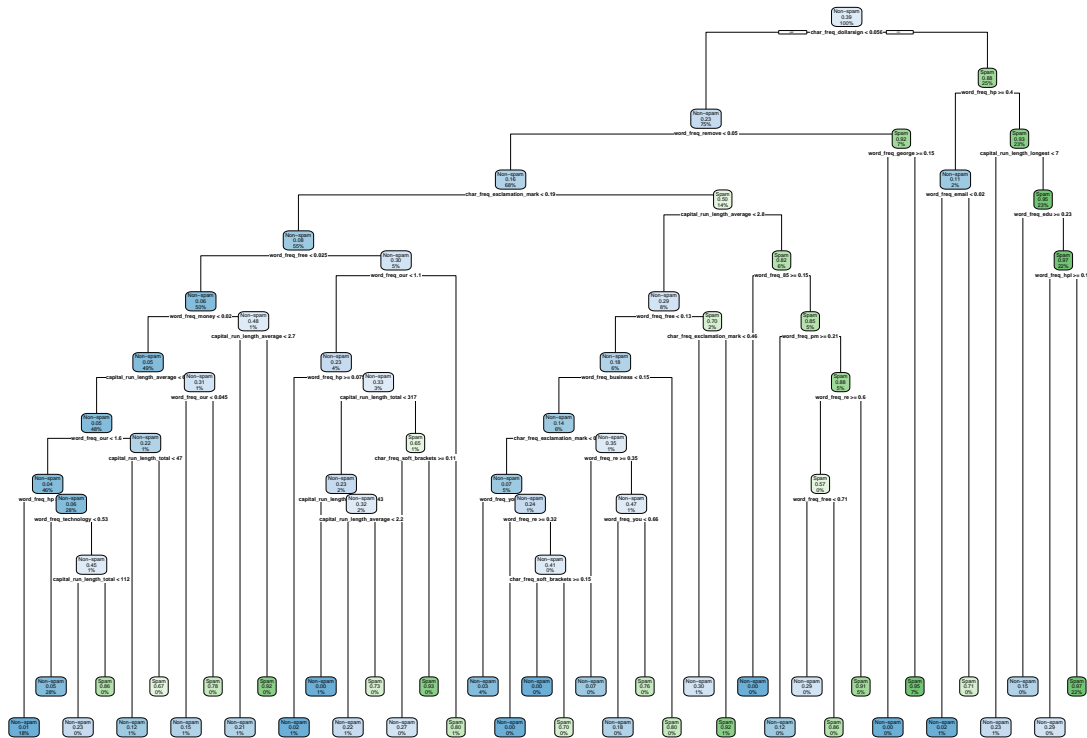 Non-spam
0.39
100%
char_freq_dollarsign < 0.056
Spam
0.88
25%
word_freq_hp >= 0.4
Non-spam
0.23
75%
word_freq_remove < 0.05
Spam
0.92
7%
word_freq_george >= 0.15
Spam
0.93
23%
capital_run_length_longest < 7
Non-spam
0.16
68%
char_freq_exclamation_mark < 0.19
Non-spam
0.11
2%
word_freq_email < 0.02
Spam
0.50
14%
capital_run_length_average < 2.8
Spam
0.95
23%
word_freq_edu >= 0.23
Non-spam
0.08
55%
word_freq_free < 0.025
Non-spam
0.30
5%
word_freq_our < 1.1
Spam
0.82
6%
word_freq_85 >= 0.15
Spam
0.97
22%
word_freq_hpl >= 0.1
Non-spam
0.06
50%
word_freq_money < 0.02
Non-spam
0.48
1%
capital_run_length_average < 2.7
Non-spam
0.29
8%
word_freq_free < 0.13
Spam
0.70
2%
char_freq_exclamation_mark < 0.46
Spam
0.85
5%
word_freq_pm >= 0.21
Non-spam
0.05
49%
capital_run_length_average <
Non-spam
0.31
1%
word_freq_our < 0.045
Non-spam
0.23
4%
word_freq_hp >= 0.07
Non-spam
0.33
3%
capital_run_length_total < 317
Non-spam
0.18
6%
word_freq_business < 0.15
Spam
0.88
5%
word_freq_re >= 0.6
Non-spam
0.05
48%
word_freq_our < 1.6
Non-spam
0.22
1%
capital_run_length_total < 47
Spam
0.65
1%
char_freq_soft_brackets >= 0.11
Non-spam
0.14
6%
char_freq_exclamation_mark <
Non-spam
0.35
1%
word_freq_re >= 0.35
Non-spam
0.04
46%
word_freq_hp
Non-spam
0.06
28%
word_freq_technology < 0.53
Non-spam
0.23
2%
43
Non-spam
0.32
2%
capital_run_length_average < 2.2
Non-spam
0.07
5%
Non-spam
0.24
1%
word_freq_re >= 0.32
Non-spam
0.47
1%
word_freq_you < 0.66
Spam
0.57
0%
word_freq_free < 0.71
Non-spam
0.45
1%
capital_run_length_total < 112
Non-spam
0.41
0%
char_freq_soft_brackets >= 0.15
Non-spam
0.05
28%
Spam
0.86
0%
Spam
0.67
0%
Spam
0.78
0%
Spam
0.92
0%
Non-spam
0.00
1%
Spam
0.73
0%
Spam
0.93
0%
Non-spam
0.03
4%
Non-spam
0.00
0%
Non-spam
0.07
0%
Spam
0.76
0%
Non-spam
0.30
1%
Non-spam
0.00
0%
Non-spam
0.29
0%
Spam
0.91
5%
Spam
0.95
7%
Spam
0.71
0%
Non-spam
0.15
0%
Spam
0.97
22%
Non-spam
0.01
18%
Non-spam
0.23
0%
Non-spam
0.12
1%
Non-spam
0.15
1%
Non-spam
0.21
1%
Non-spam
0.02
1%
Non-spam
0.22
1%
Non-spam
0.27
0%
Spam
0.80
1%
Non-spam
0.00
0%
Spam
0.70
0%
Non-spam
0.18
0%
Spam
0.80
0%
Spam
0.92
1%
Non-spam
0.12
0%
Spam
0.86
0%
Non-spam
0.00
0%
Non-spam
0.02
1%
Non-spam
0.23
1%
Non-spam
0.29
0%